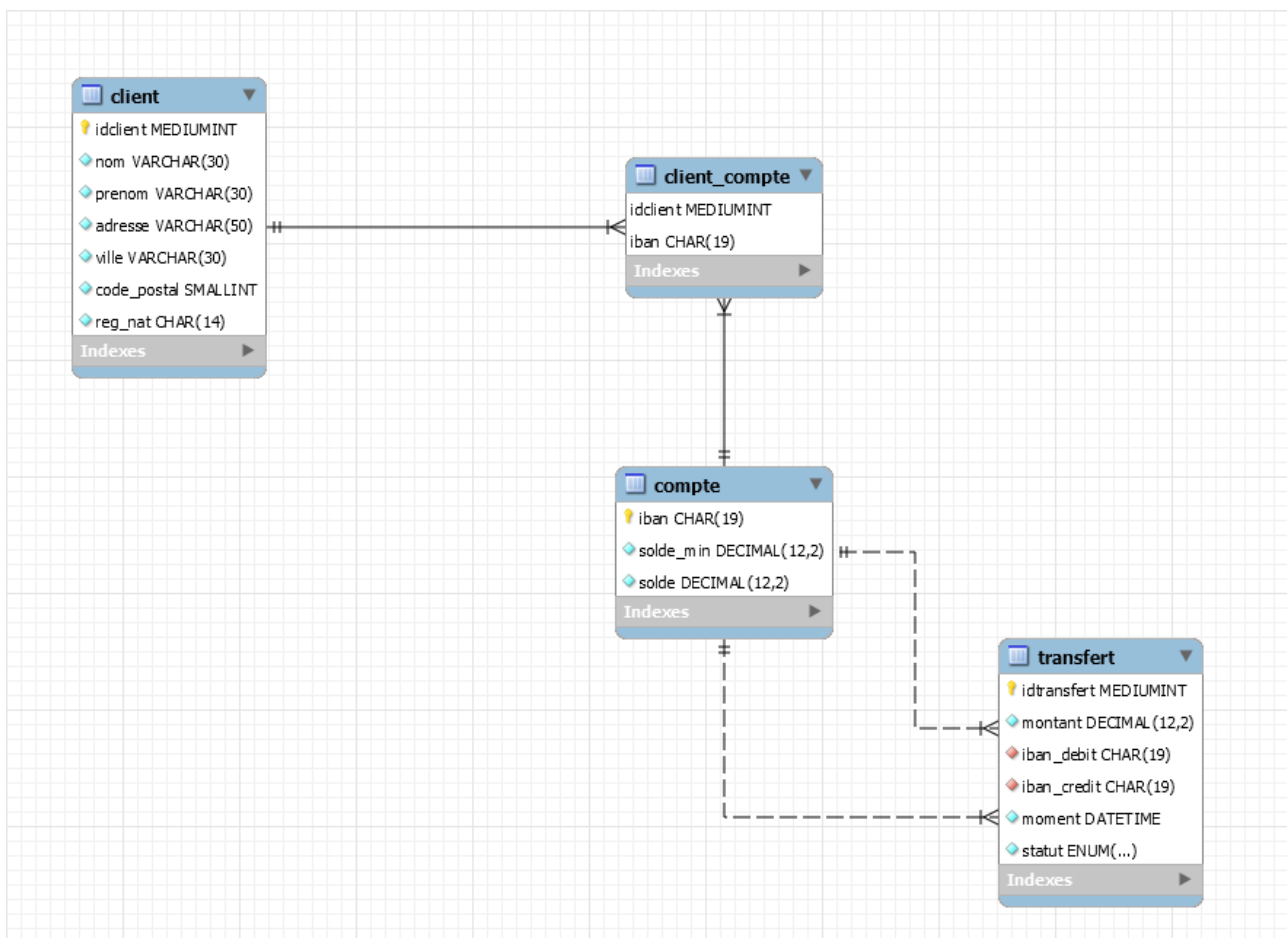 client
idclient MEDIUMINT
nom VARCHAR(30)
prenom VARCHAR(30)
adresse VARCHAR(50)
ville VARCHAR(30)
code_postal SMALLINT
reg_nat CHAR(14)
Indexes
client_compte
idclient MEDIUMINT
iban CHAR(19)
Indexes
compte
iban CHAR(19)
solde_min DECIMAL(12,2)
solde DECIMAL(12,2)
Indexes
transfert
idtransfert MEDIUMINT
montant DECIMAL(12,2)
iban_debit CHAR(19)
iban_credit CHAR(19)
moment DATETIME
statut ENUM(...)
Indexes